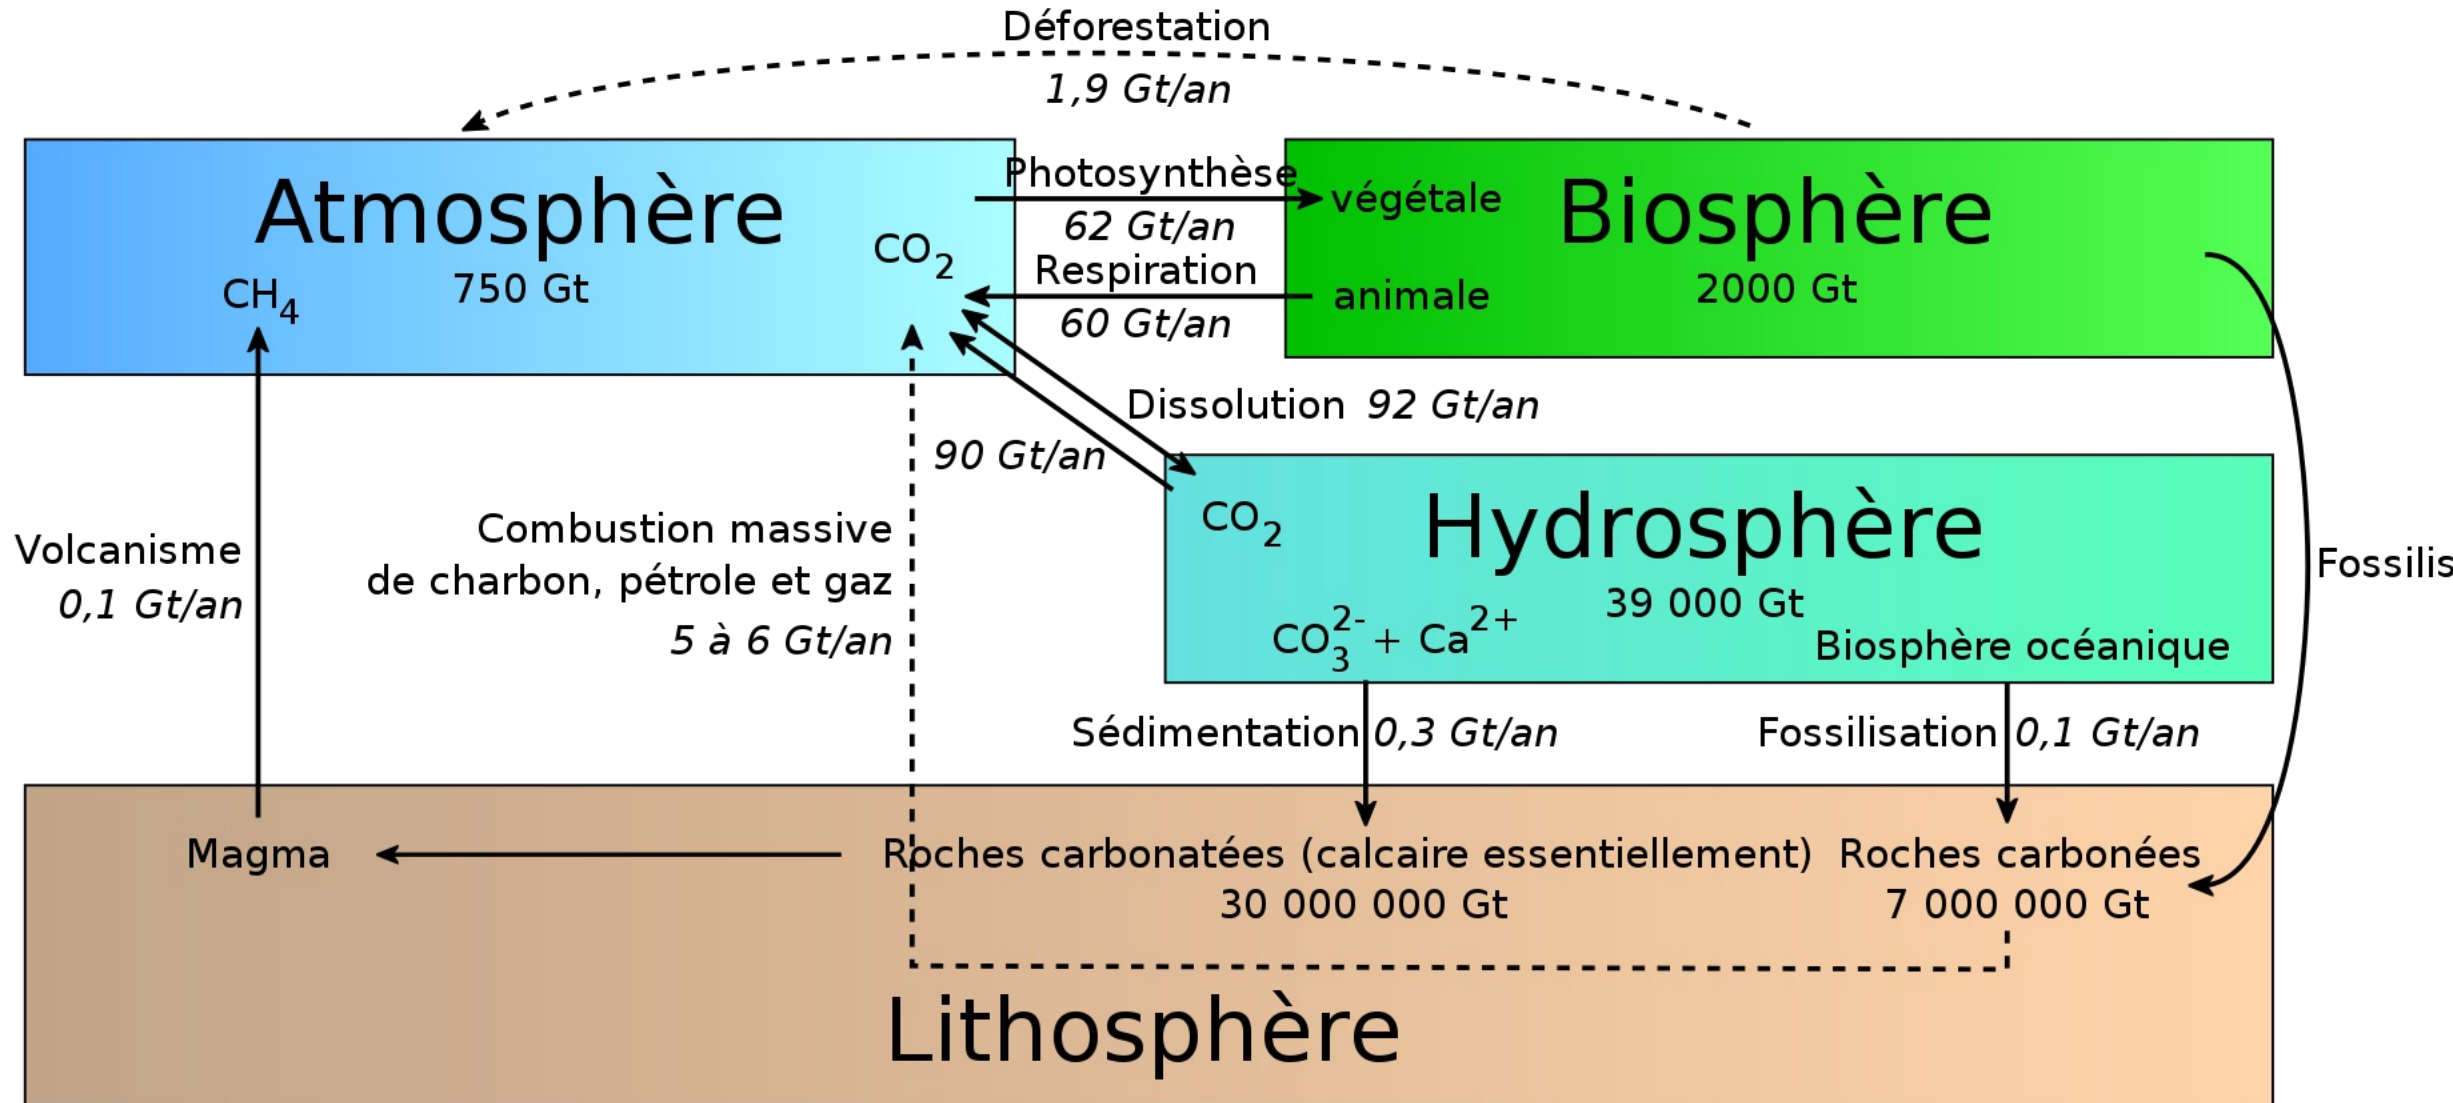 Déforestation
1,9 Gt/an
Atmosphère
750 Gt
CH4
CO2
Photosynthèse
62 Gt/an
Respiration
60 Gt/an
végétale
animale
Biosphère
2000 Gt
Dissolution 92 Gt/an
90 Gt/an
Volcanisme
0,1 Gt/an
Combustion massive
de charbon, pétrole et gaz
5 à 6 Gt/an
CO2
Hydrosphère
39 000 Gt
CO3 2- + Ca 2+
Biosphère océanique
Fossilis
Sédimentation 0,3 Gt/an
Fossilisation 0,1 Gt/an
Magma
Roches carbonatées (calcaire essentiellement)
30 000 000 Gt
Roches carbonées
7 000 000 Gt
Lithosphère